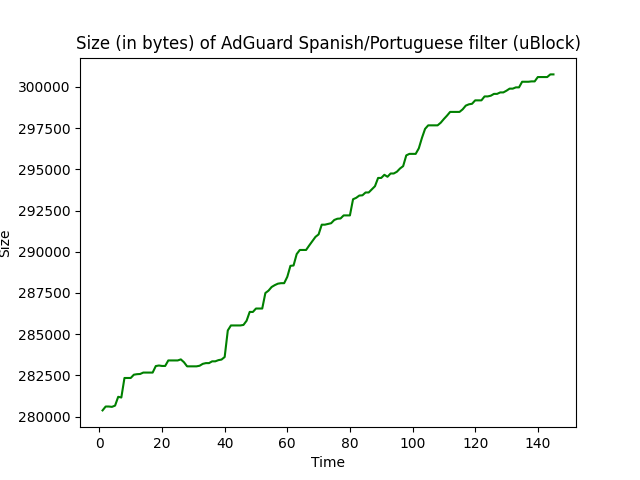 Size (in bytes) of AdGuard Spanish/Portuguese filter (uBlock)
300000
297500
295000
292500
290000
287500
285000
282500
280000
Size
0 20 40 60 80 100 120 140
Time